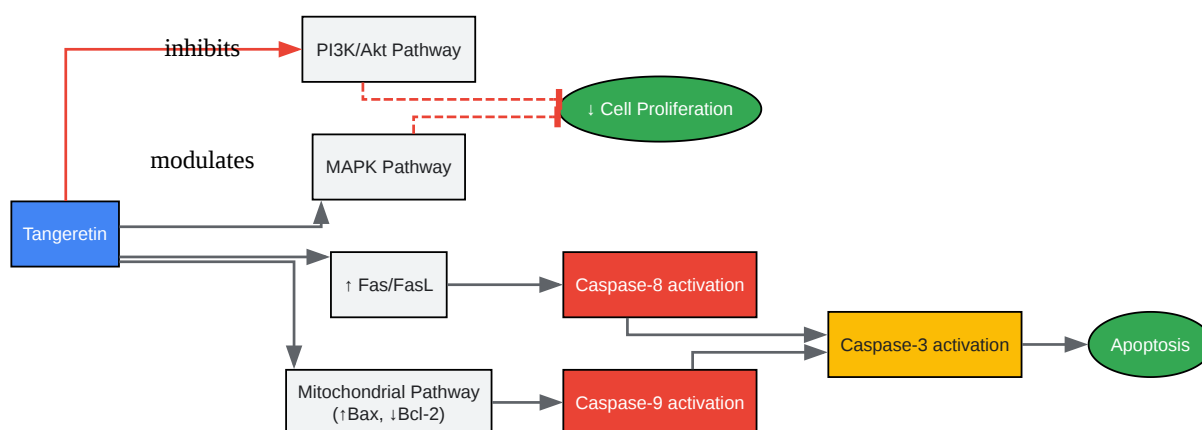 inhibits
PI3K/Akt Pathway
↓ Cell Proliferation
modulates
MAPK Pathway
Tangeretin
↑ Fas/FasL
Caspase-8 activation
Caspase-3 activation
Apoptosis
Mitochondrial Pathway
(↑Bax, ↓Bcl-2)
Caspase-9 activation